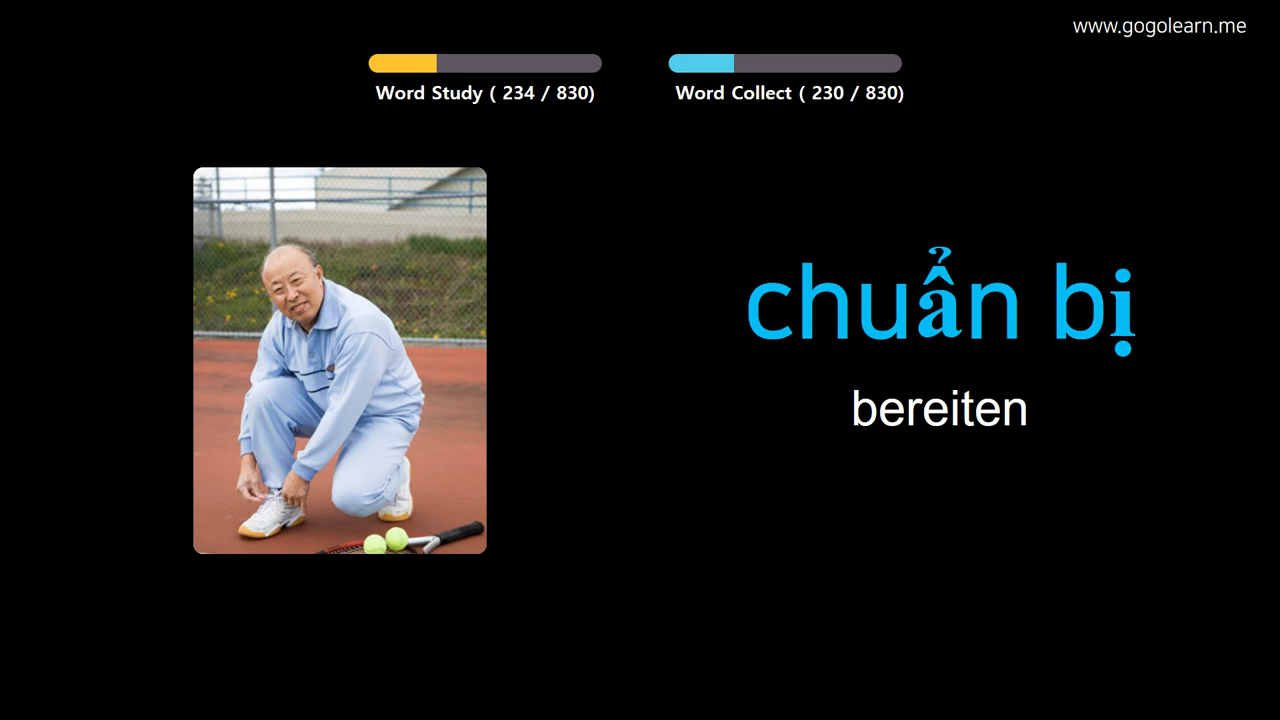 www.gogolearn.me
Word Study ( 234 / 830)
Word Collect ( 230 / 830)
chuẩn bị
bereiten